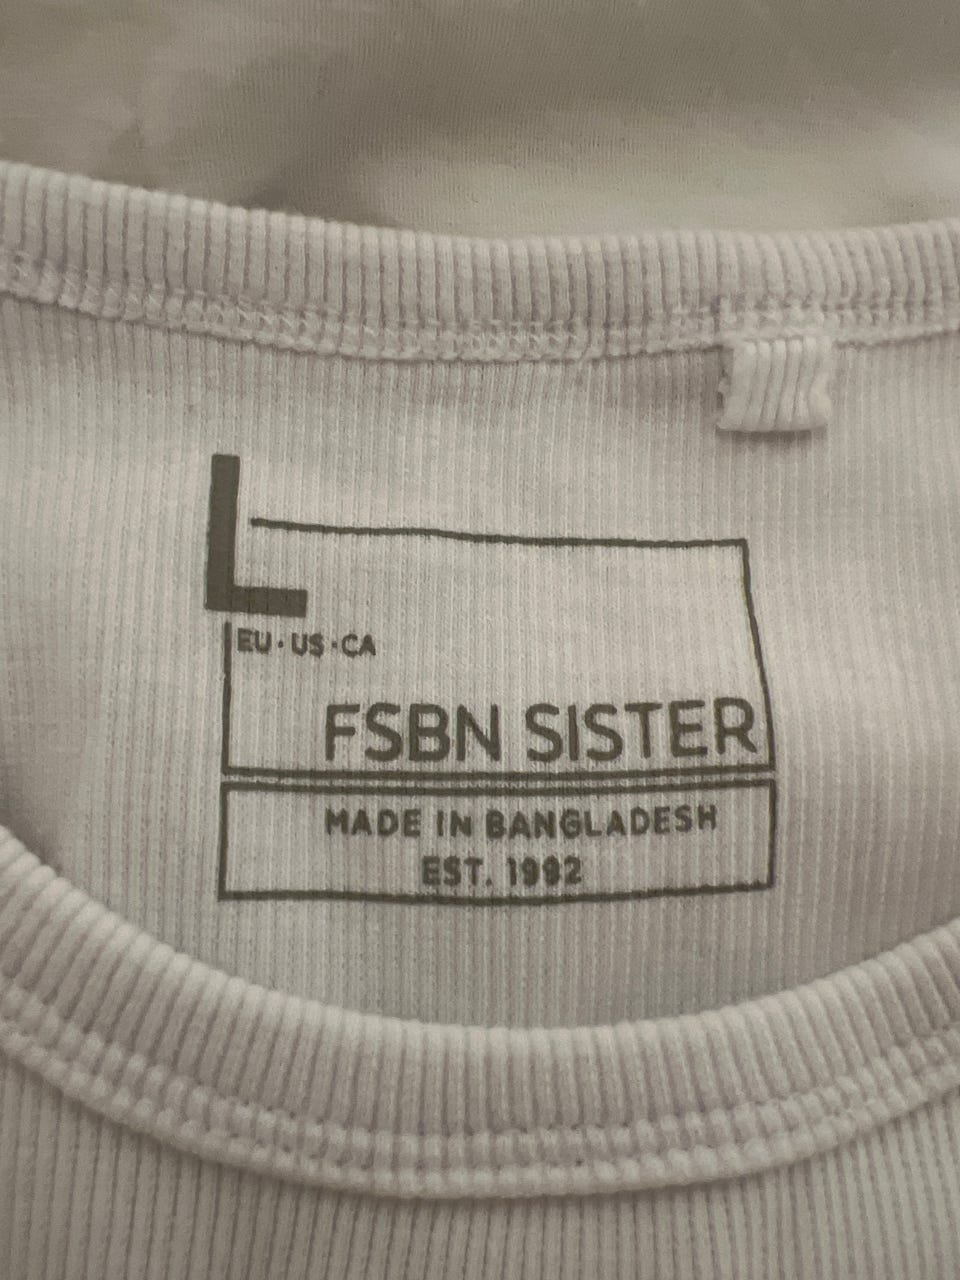 L
EU·US·CA
FSBN SISTER
MADE IN BANGLADESH
EST. 1992